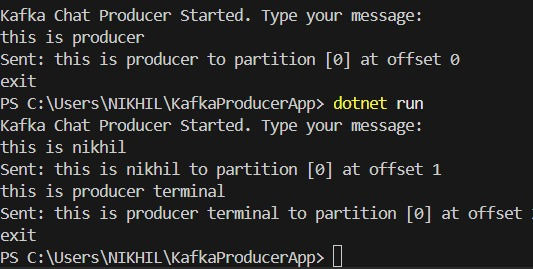 Kafka Chat Producer Started. Type your message:
this is producer
Sent: this is producer to partition [0] at offset 0
exit
PS C:\Users\NIKHIL\KafkaProducerApp> dotnet run
Kafka Chat Producer Started. Type your message:
this is nikhil
Sent: this is nikhil to partition [0] at offset 1
this is producer terminal
Sent: this is producer terminal to partition [0] at offset
exit
PS C:\Users\NIKHIL\KafkaProducerApp>